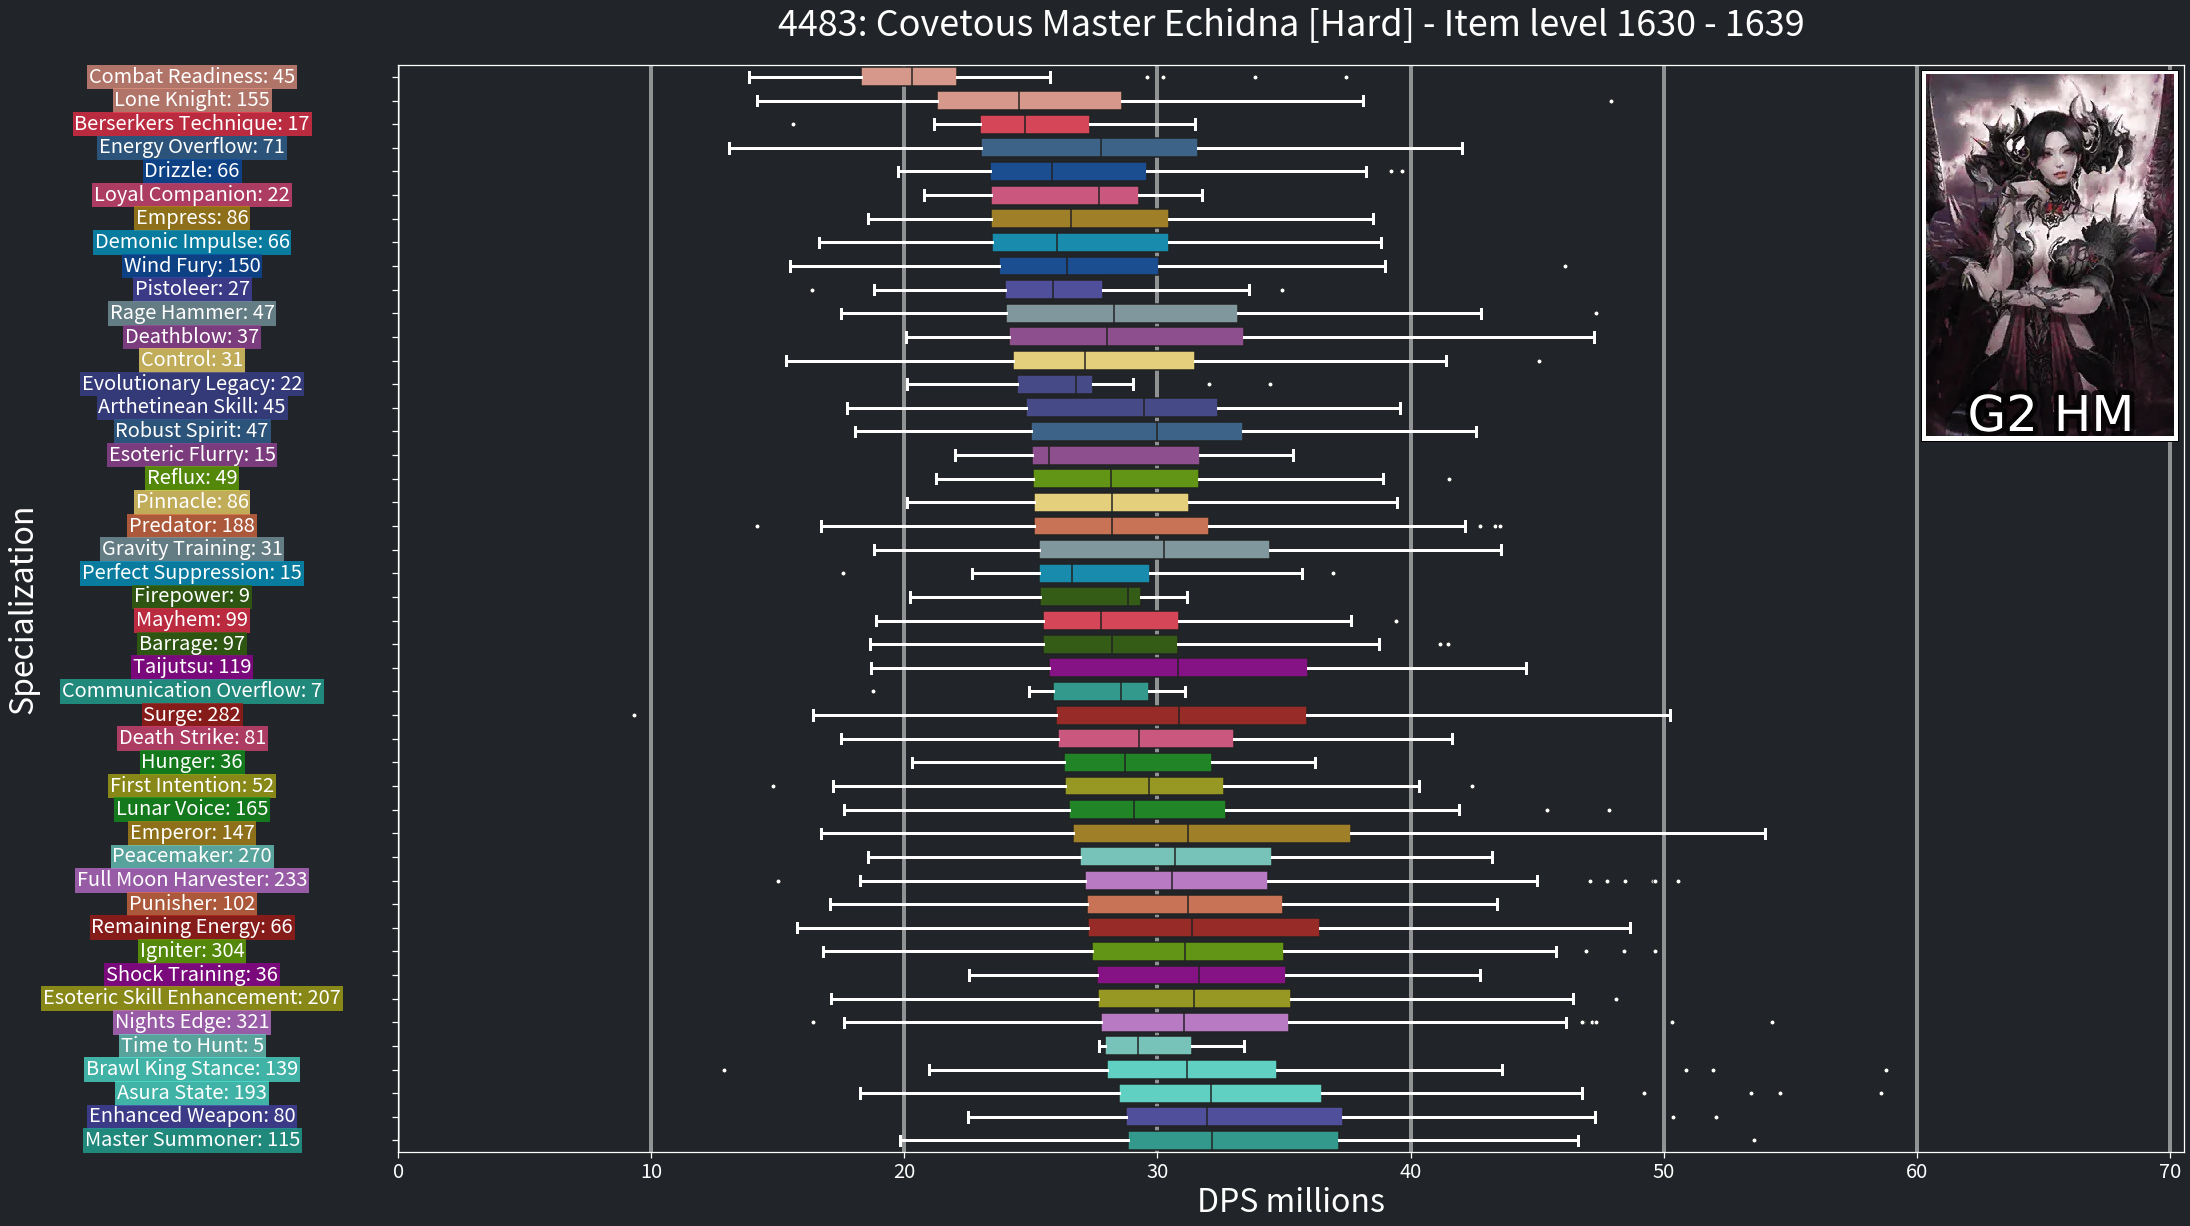 4483: Covetous Master Echidna [Hard] - Item level 1630 - 1639
Combat Readiness: 45
Lone Knight: 155
Berserkers Technique: 17
Energy Overflow: 71
Drizzle: 66
Loyal Companion: 22
Empress: 86
Demonic Impulse: 66
Wind Fury: 150
Pistoleer: 27
Rage Hammer: 47
Deathblow: 37
Control: 31
Evolutionary Legacy: 22
Arthetinean Skill: 45
Robust Spirit: 47
Esoteric Flurry: 15
Reflux: 49
Pinnacle: 86
Predator: 188
Gravity Training: 31
Perfect Suppression: 15
Firepower: 9
Mayhem: 99
Barrage: 97
Taijutsu: 119
Communication Overflow: 7
Surge: 282
Death Strike: 81
Hunger: 36
First Intention: 52
Lunar Voice: 165
Emperor: 147
Peacemaker: 270
Full Moon Harvester: 233
Punisher: 102
Remaining Energy: 66
Igniter: 304
Shock Training: 36
Esoteric Skill Enhancement: 207
Nights Edge: 321
Time to Hunt: 5
Brawl King Stance: 139
Asura State: 193
Enhanced Weapon: 80
Master Summoner: 115
Specialization
G2 HM
0 10 20 30 40 50 60 70
DPS millions